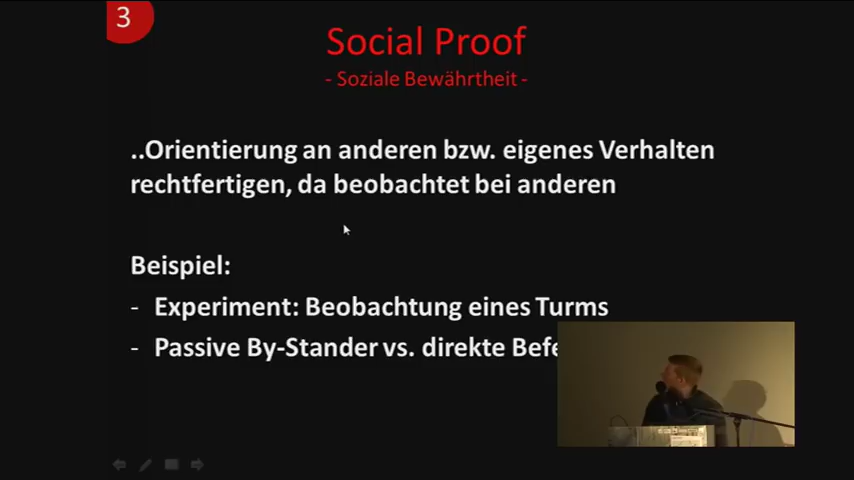 3
Social Proof
- Soziale Bewährtheit -
..Orientierung an anderen bzw. eigenes Verhalten
rechtfertigen, da beobachtet bei anderen
Beispiel:
- Experiment: Beobachtung eines Turms
- Passive By-Stander vs. direkte